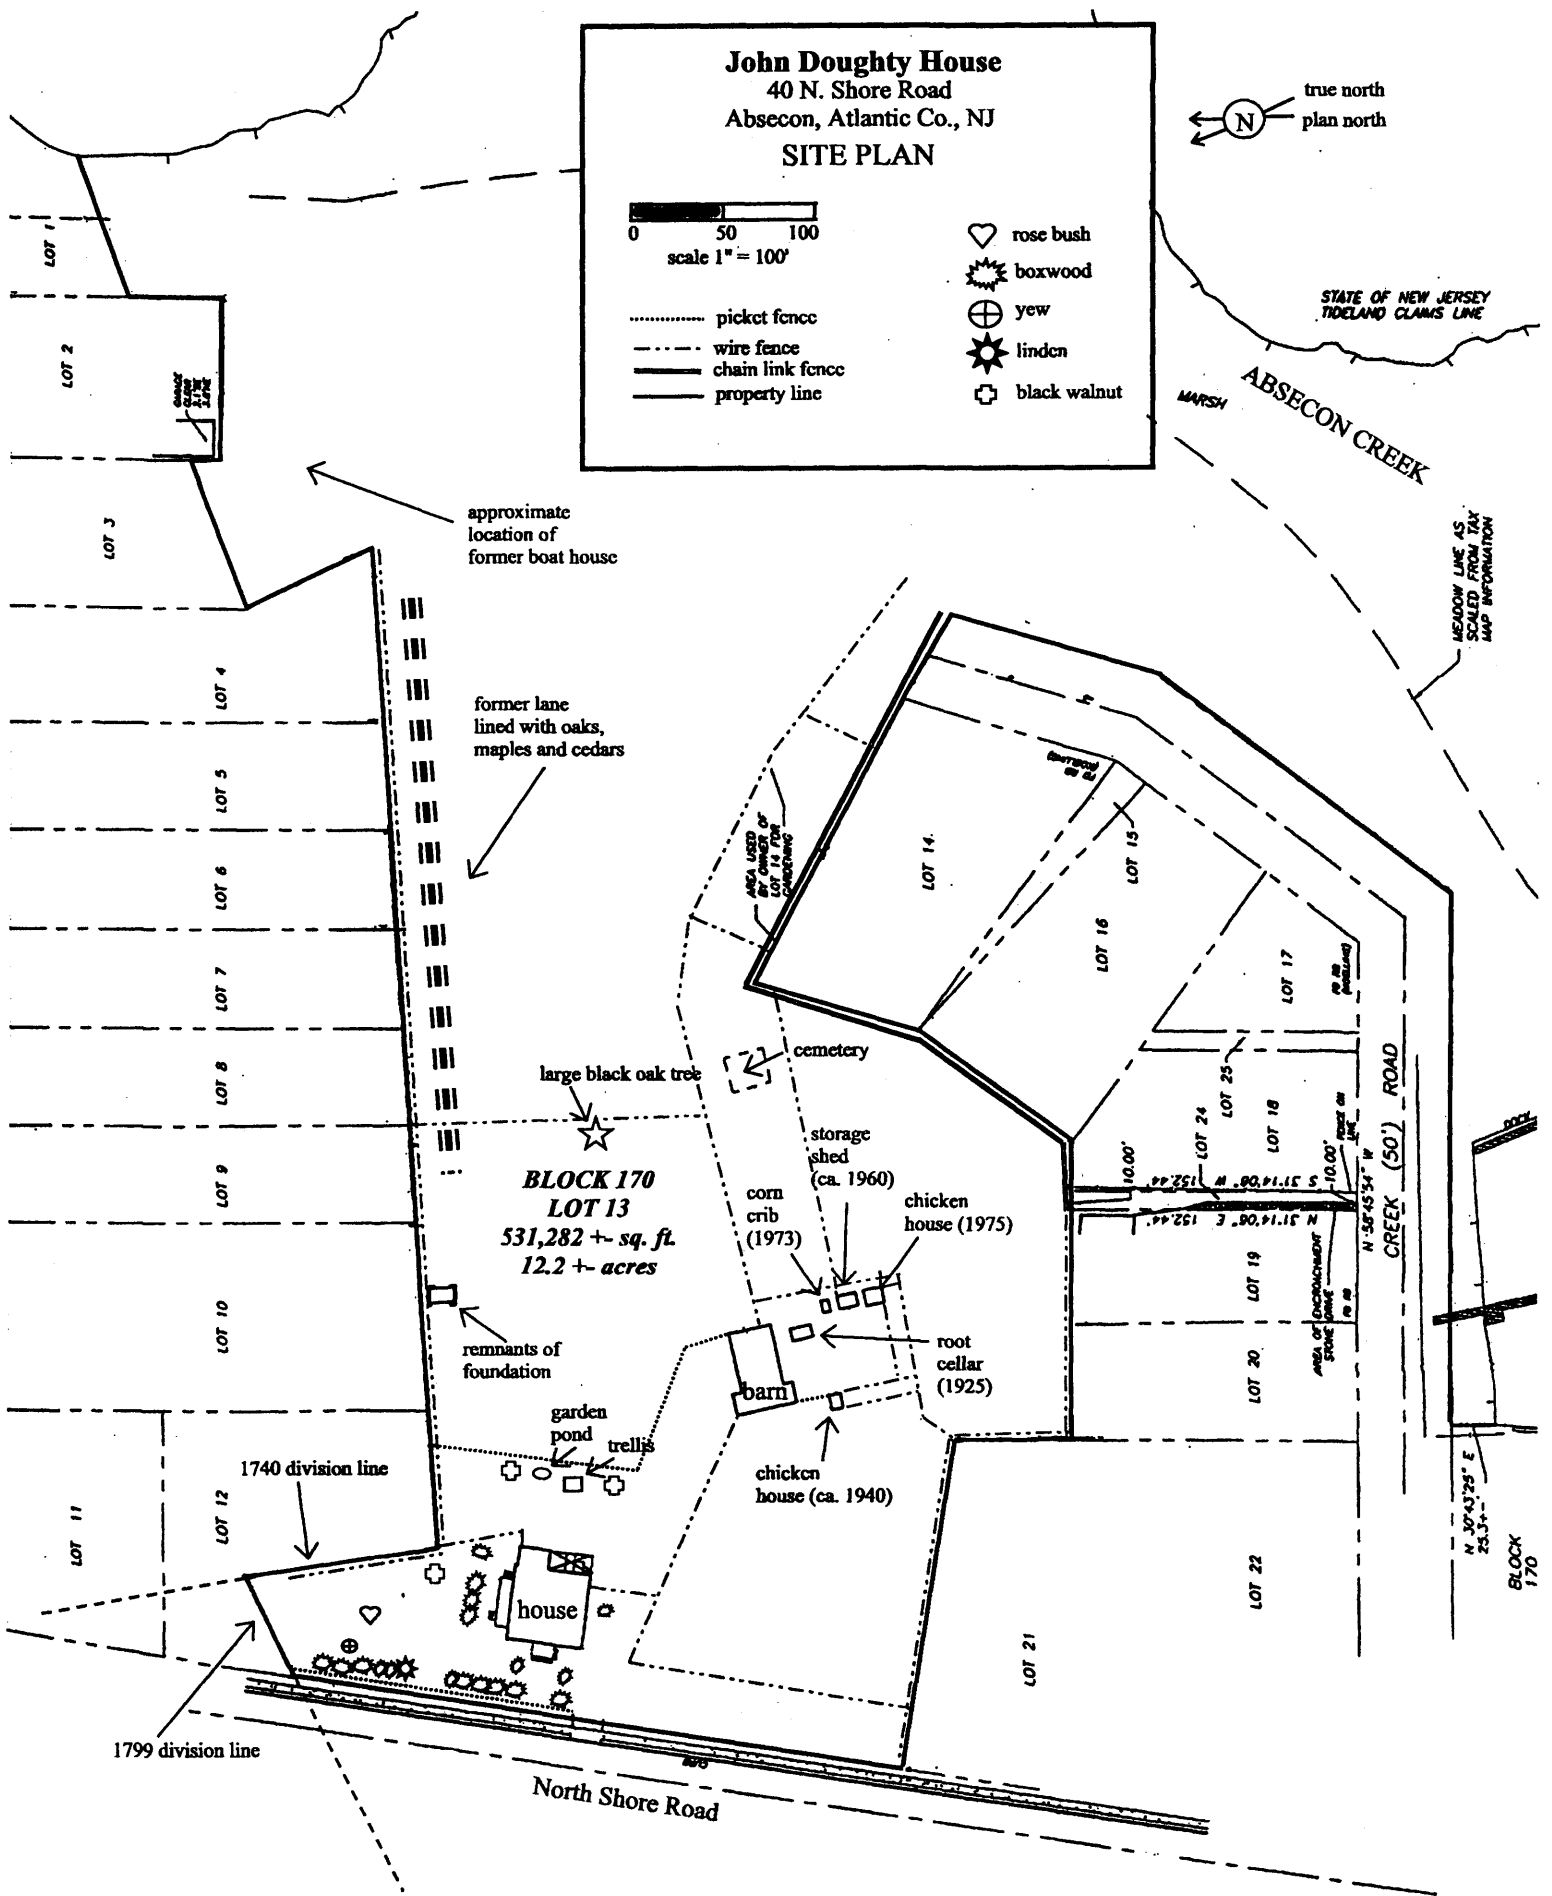 John Doughty House
40 N. Shore Road
Absecon, Atlantic Co., NJ
SITE PLAN
0 50 100
scale 1" = 100'
picket fence
wire fence
chain link fence
property line
rose bush
boxwood
yew
linden
black walnut
true north
plan north
N
STATE OF NEW JERSEY
TIDELAND CLAIMS LINE
MARSH
ABSECON CREEK
MEADOW LINE AS
SCALED FROM TAX
MAP INFORMATION
LOT 1
LOT 2
LOT 3
approximate
location of
former boat house
LOT 4
former lane
lined with oaks,
maples and cedars
LOT 5
LOT 6
LOT 7
LOT 8
LOT 9
LOT 10
LOT 11
LOT 12
AREA USED
BY OWNER OF
LOT 14 FOR
GARDENING
LOT 14
LOT 15
LOT 16
LOT 17
LOT 25
LOT 18
LOT 24
FENCE ON
LINE
10.00'
10.00'
S 31°14'06" W 152.44'
N 31°14'06" E 152.44'
N 58°45'54" W
CREEK (50') ROAD
AREA OF ENCROACHMENT
STONE DRIVE
LOT 19
LOT 20
LOT 21
LOT 22
N 30°43'25" E
25.3+-'
BLOCK
170
large black oak tree
cemetery
BLOCK 170
LOT 13
531,282 +- sq. ft.
12.2 +- acres
storage
shed
(ca. 1960)
corn
crib
(1973)
chicken
house (1975)
root
cellar
(1925)
remnants of
foundation
barn
garden
pond
trellis
chicken
house (ca. 1940)
1740 division line
house
1799 division line
North Shore Road